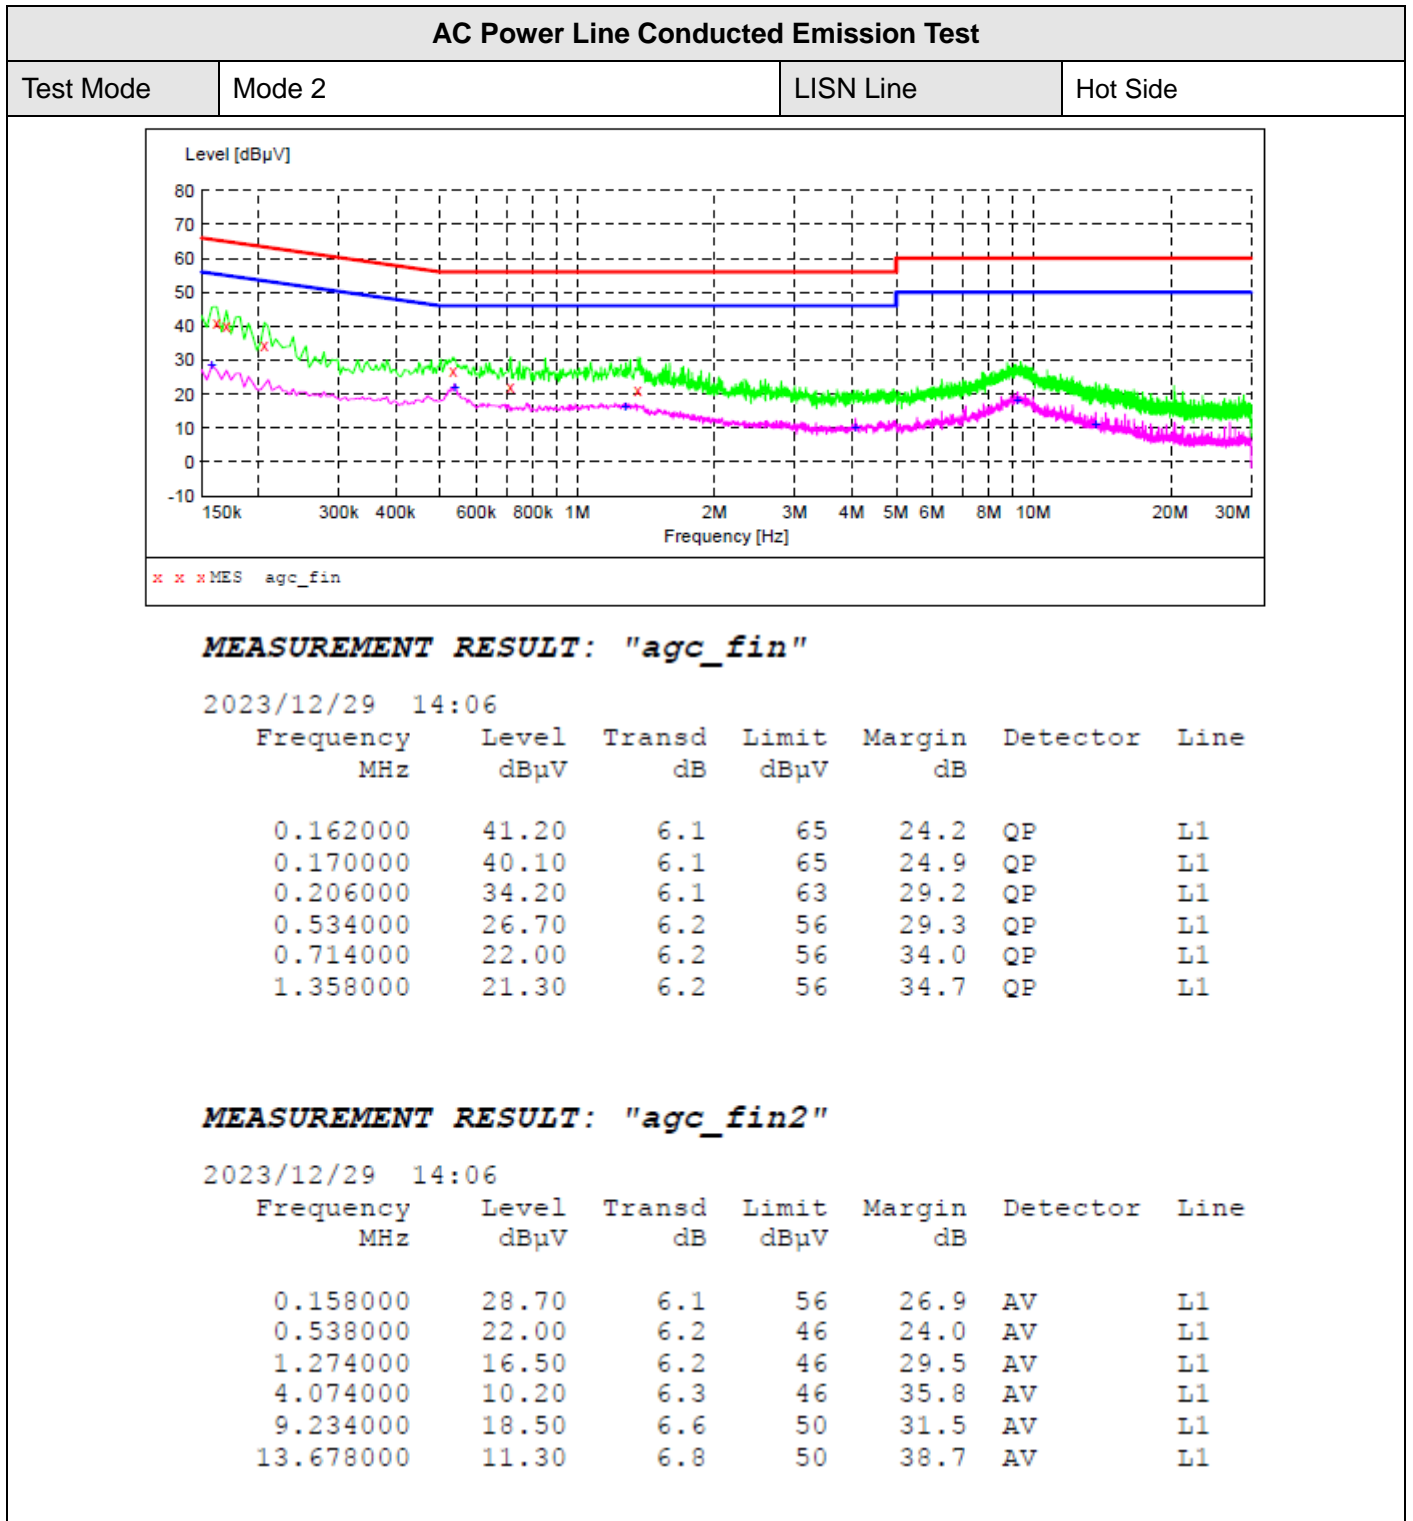 AC Power Line Conducted Emission Test
Test Mode Mode 2 LISN Line Hot Side
Level [dBµV]
80
70
60
50
40
30
20
10
0
-10
150k 300k 400k 600k 800k 1M 2M 3M 4M 5M 6M 8M 10M 20M 30M
Frequency [Hz]
x x x MES agc_fin
MEASUREMENT RESULT: "agc_fin"
2023/12/29 14:06
Frequency Level Transd Limit Margin Detector Line
MHz dBµV dB dBµV dB
0.162000 41.20 6.1 65 24.2 QP L1
0.170000 40.10 6.1 65 24.9 QP L1
0.206000 34.20 6.1 63 29.2 QP L1
0.534000 26.70 6.2 56 29.3 QP L1
0.714000 22.00 6.2 56 34.0 QP L1
1.358000 21.30 6.2 56 34.7 QP L1
MEASUREMENT RESULT: "agc_fin2"
2023/12/29 14:06
Frequency Level Transd Limit Margin Detector Line
MHz dBµV dB dBµV dB
0.158000 28.70 6.1 56 26.9 AV L1
0.538000 22.00 6.2 46 24.0 AV L1
1.274000 16.50 6.2 46 29.5 AV L1
4.074000 10.20 6.3 46 35.8 AV L1
9.234000 18.50 6.6 50 31.5 AV L1
13.678000 11.30 6.8 50 38.7 AV L1